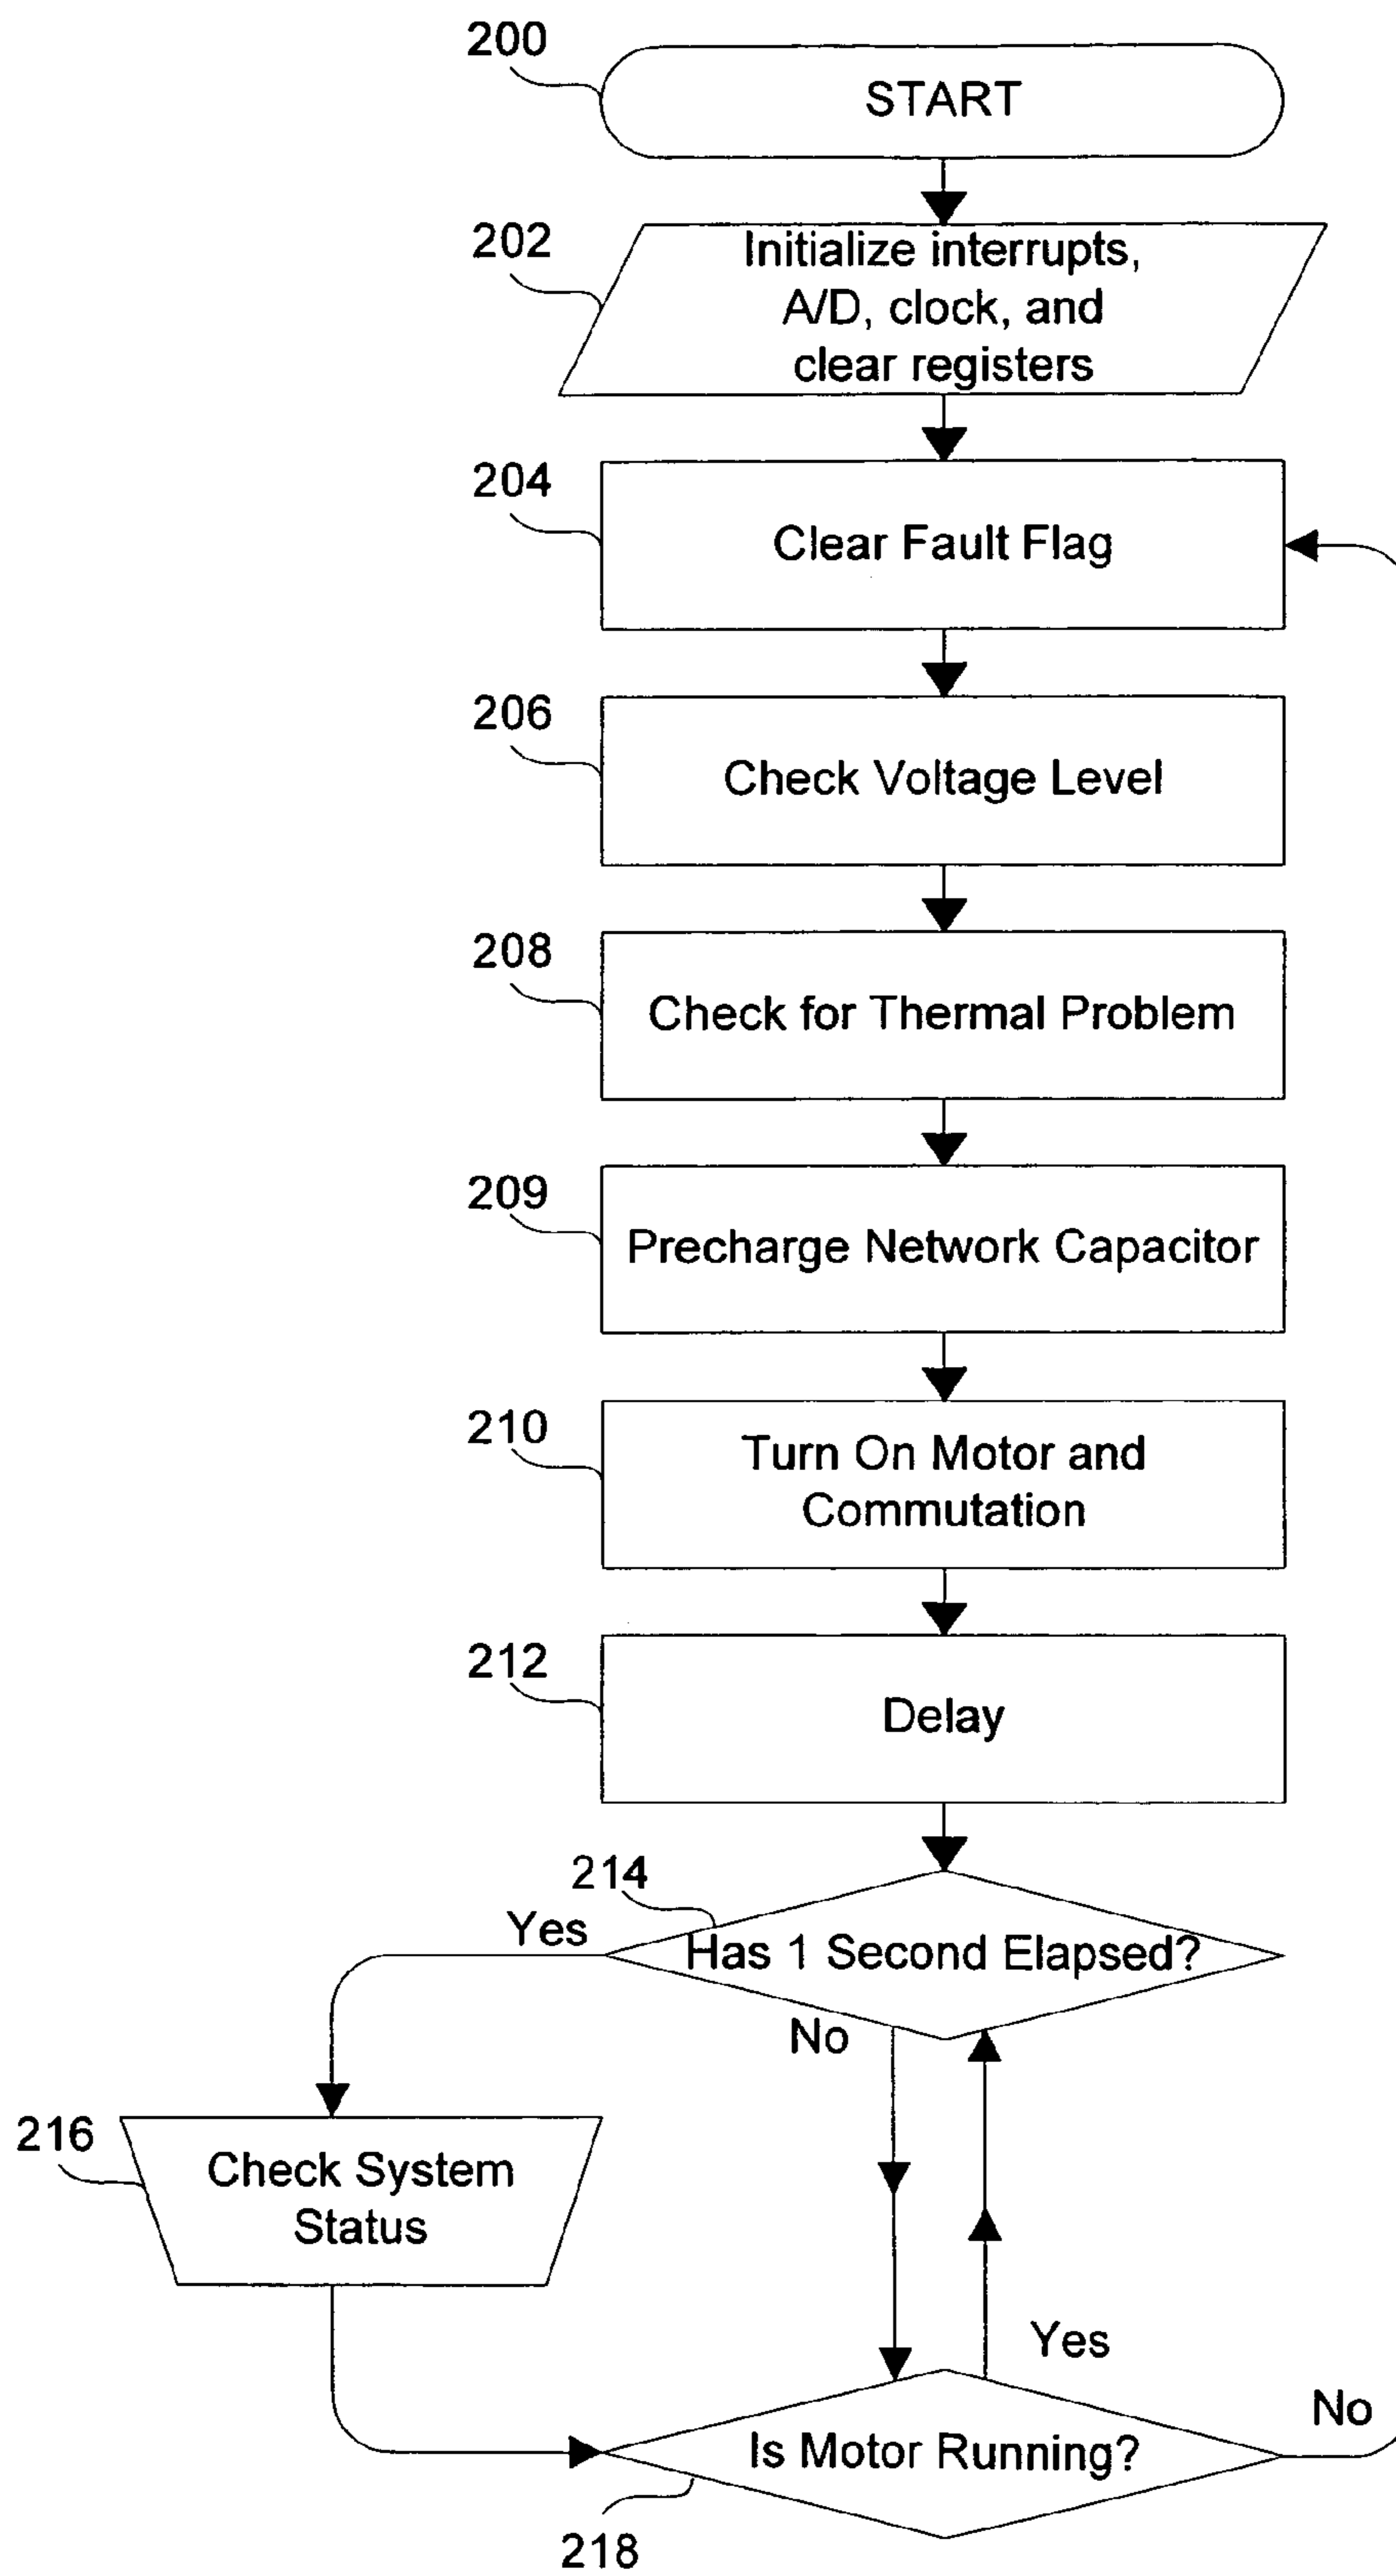 200
START
202
Initialize interrupts,
A/D, clock, and
clear registers
204
Clear Fault Flag
206
Check Voltage Level
208
Check for Thermal Problem
209
Precharge Network Capacitor
210
Turn On Motor and
Commutation
212
Delay
214
Yes
Has 1 Second Elapsed?
No
216
Check System
Status
Yes
No
Is Motor Running?
218